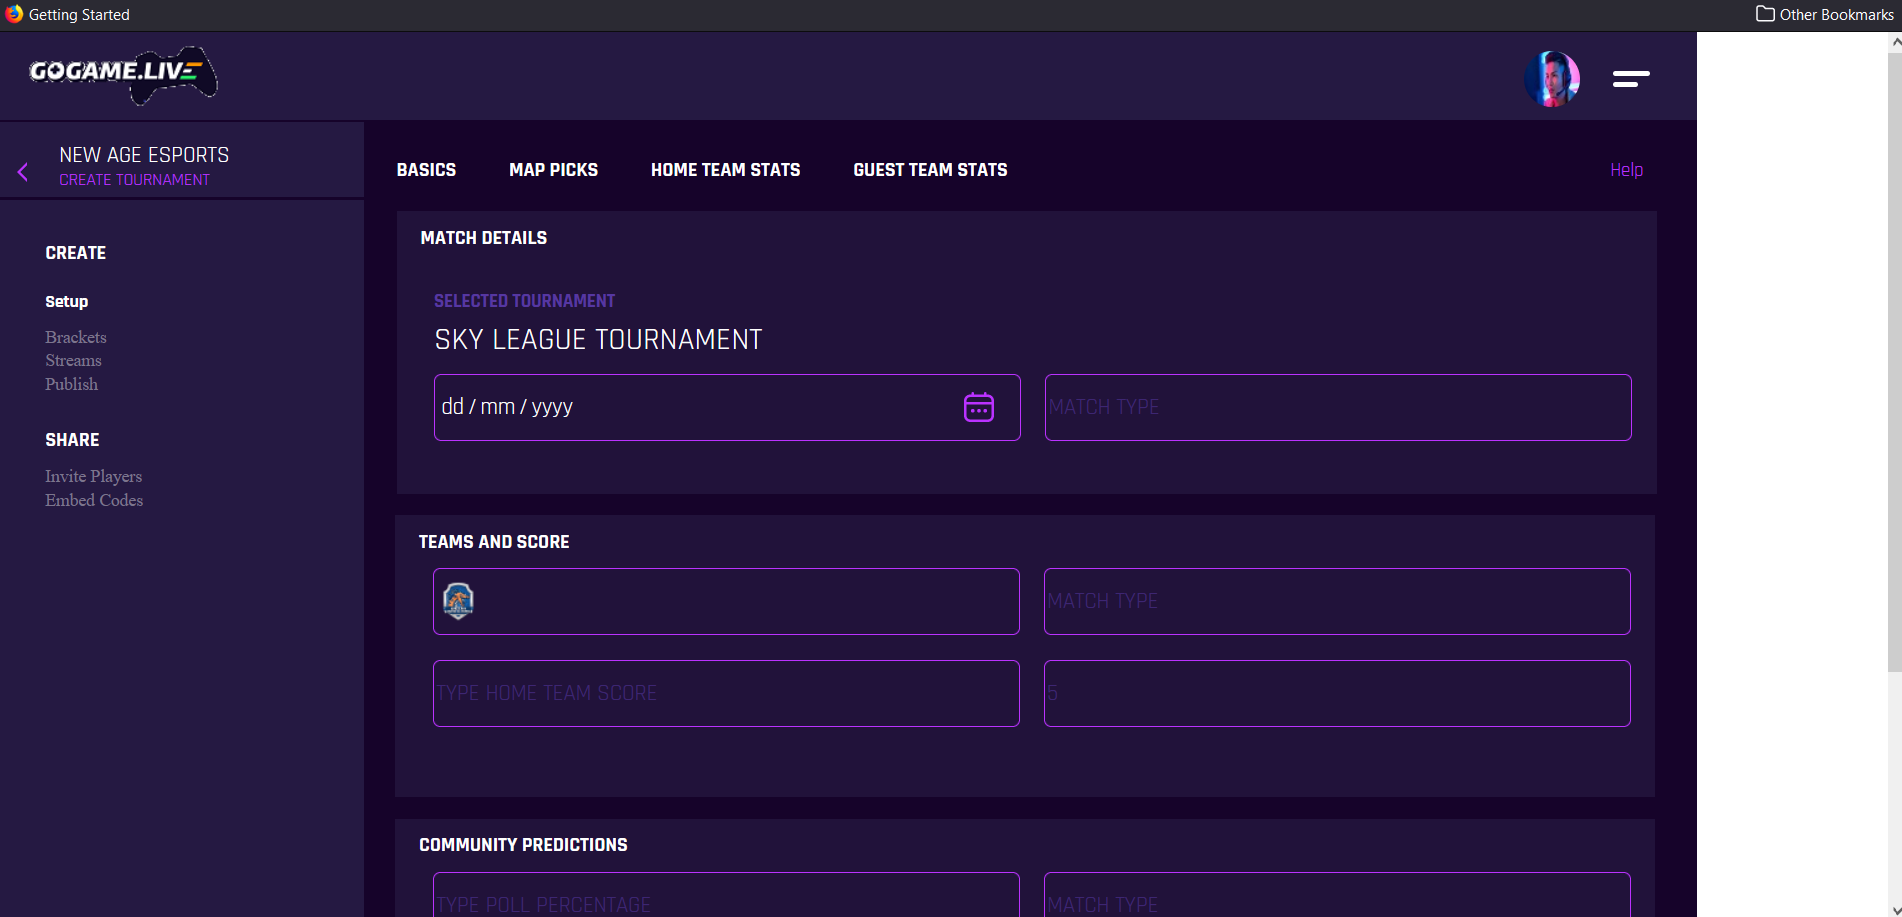 Getting Started
Other Bookmarks
GOGAME.LIVE
NEW AGE ESPORTS
CREATE TOURNAMENT
CREATE
Setup
Brackets
Streams
Publish
SHARE
Invite Players
Embed Codes
BASICS MAP PICKS HOME TEAM STATS GUEST TEAM STATS Help
MATCH DETAILS
SELECTED TOURNAMENT
SKY LEAGUE TOURNAMENT
dd / mm / yyyy
MATCH TYPE
TEAMS AND SCORE
MATCH TYPE
TYPE HOME TEAM SCORE
5
COMMUNITY PREDICTIONS
TYPE POLL PERCENTAGE
MATCH TYPE